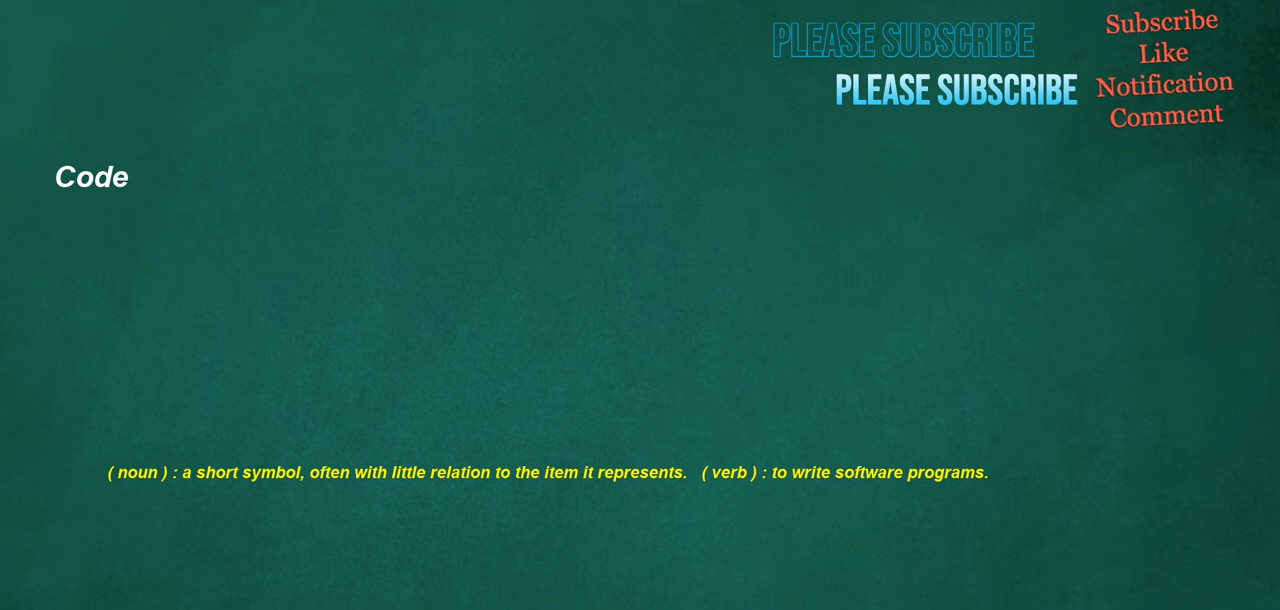 PLEASE SUBSCRIBE
PLEASE SUBSCRIBE
Subscribe
Like
Notification
Comment
Code
( noun ) : a short symbol, often with little relation to the item it represents.   ( verb ) : to write software programs.